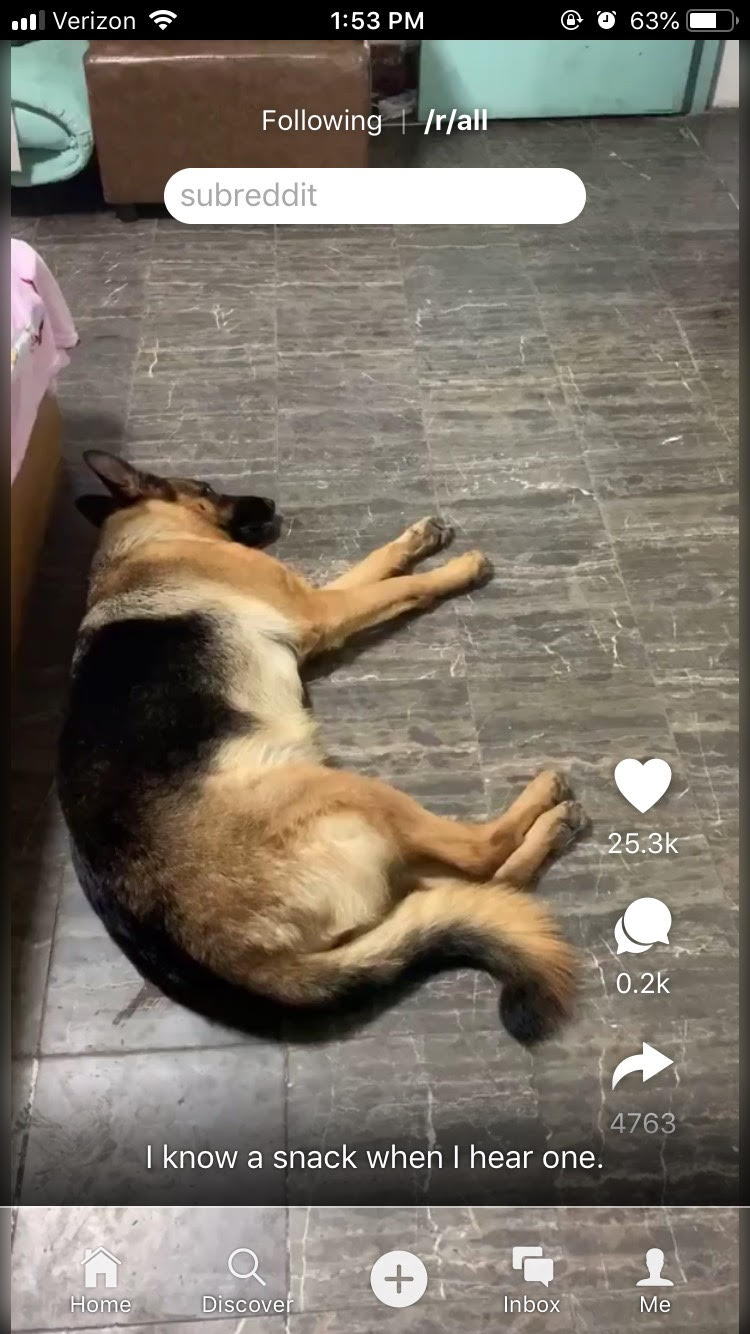 Verizon 1:53 PM 63%
Following | /r/all
subreddit
25.3k
0.2k
4763
I know a snack when I hear one.
Home Discover Inbox Me